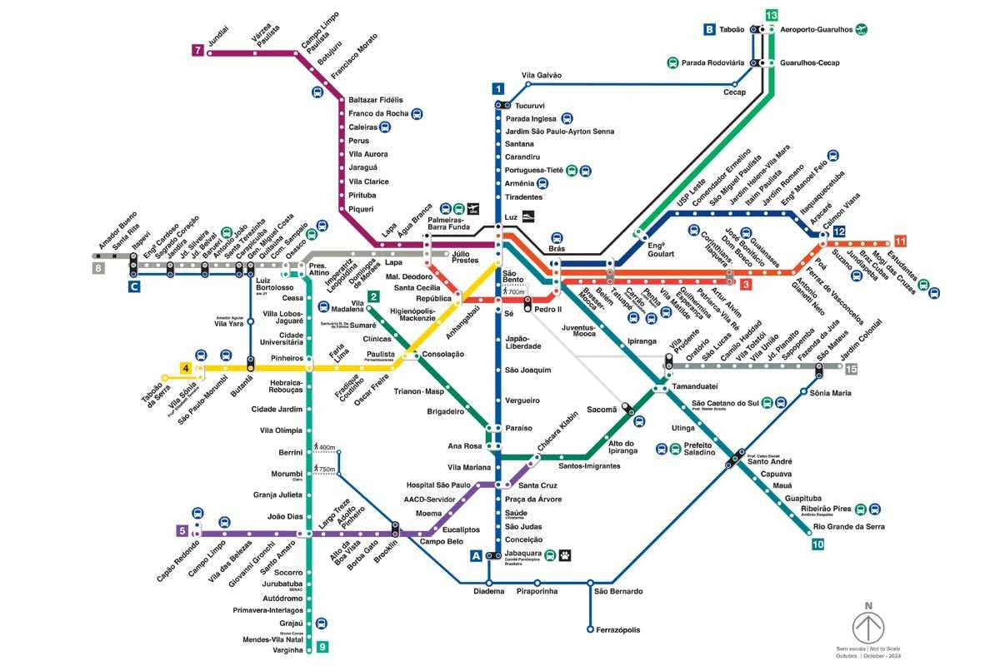 7
Jundiaí
Várzea
Paulista
Campo Limpo
Paulista
Botujuru
Francisco Morato
Baltazar Fidélis
Franco da Rocha
Caieiras
Perus
Vila Aurora
Jaraguá
Vila Clarice
Pirituba
Piqueri
Lapa
Água Branca
Palmeiras-
Barra Funda
1
Tucuruvi
Parada Inglesa
Jardim São Paulo-Ayrton Senna
Santana
Carandiru
Portuguesa-Tietê
Armênia
Tiradentes
Luz
São
Bento
700m
Sé
Japão-
Liberdade
São Joaquim
Vergueiro
Paraíso
Ana Rosa
Vila Mariana
Santa Cruz
Praça da Árvore
Saúde
São Judas
Conceição
A
Jabaquara
Comitê Paralímpico
Brasileiro
Diadema
Piraporinha
São Bernardo
Ferrazópolis
B
Taboão
Parada Rodoviária
Vila Galvão
Cecap
13
Aeroporto-Guarulhos
Guarulhos-Cecap
Engº
Goulart
USP Leste
Comendador Ermelino
São Miguel Paulista
Jardim Helena-Vila Mara
Itaim Paulista
Jardim Romano
Engº Manoel Feio
Itaquaquecetuba
Aracaré
Calmon Viana
12
11
Estudantes
Mogi das Cruzes
Braz Cubas
Jundiapeba
Suzano
Poá
Ferraz de Vasconcelos
Antonio
Gianetti Neto
Guaianases
José Bonifácio
Dom Bosco
Corinthians-
Itaquera
Brás
3
Artur Alvim
Patriarca-Vila Ré
Guilhermina
Esperança
Vila Matilde
Penha
Carrão
Tatuapé
Belém
Bresser-
Mooca
Pedro II
Anhangabaú
República
Santa Cecília
Mal. Deodoro
8
Amador Bueno
Santa Rita
Itapevi
Engº Cardoso
Sagrado Coração
Jandira
Jd. Silveira
Jd. Belval
Barueri
Antonio João
Santa Terezinha
Carapicuíba
Gen. Miguel Costa
Quitaúna
Com. Sampaio
Osasco
Pres.
Altino
Imperatriz
Leopoldina
Domingos
de Moraes
Lapa
Júlio
Prestes
C
Luiz
Bortolosso
km 21
Amador Aguiar
Vila Yara
Ceasa
Villa Lobos-
Jaguaré
Cidade
Universitária
Pinheiros
Hebraica-
Rebouças
Cidade Jardim
Vila Olímpia
Berrini
400m
Morumbi
Claro
750m
Granja Julieta
João Dias
Santo Amaro
Socorro
Jurubatuba
SENAC
Autódromo
Primavera-Interlagos
Grajaú
Bruno Covas
Mendes-Vila Natal
Varginha
9
2
Vila
Madalena
Sumaré
Clínicas
Consolação
Trianon-Masp
Brigadeiro
Chácara Klabin
Santos-Imigrantes
Alto do
Ipiranga
Sacomã
Tamanduateí
Vila
Prudente
4
Taboão
da Serra
Vila Sônia
São Paulo-Morumbi
Butantã
Faria
Lima
Fradique
Coutinho
Oscar Freire
Paulista
Pernambucanas
Higienópolis-
Mackenzie
5
Capão Redondo
Campo Limpo
Vila das Belezas
Giovanni Gronchi
Largo Treze
Adolfo
Pinheiro
Alto da
Boa Vista
Borba Gato
Brooklin
Campo Belo
Eucaliptos
Moema
AACD-Servidor
Hospital São Paulo
Juventus-
Mooca
Ipiranga
São Caetano do Sul
Utinga
Prefeito
Saladino
Prof. Celso Daniel
Santo André
Capuava
Mauá
Guapituba
Ribeirão Pires
Rio Grande da Serra
10
Oratório
São Lucas
Camilo Haddad
Vila Tolstói
Vila União
Jd. Planalto
Sapopemba
Fazenda da Juta
São Mateus
Jardim Colonial
15
Sônia Maria
N
Sem escala | Not to Scale
Outubro | October - 2024